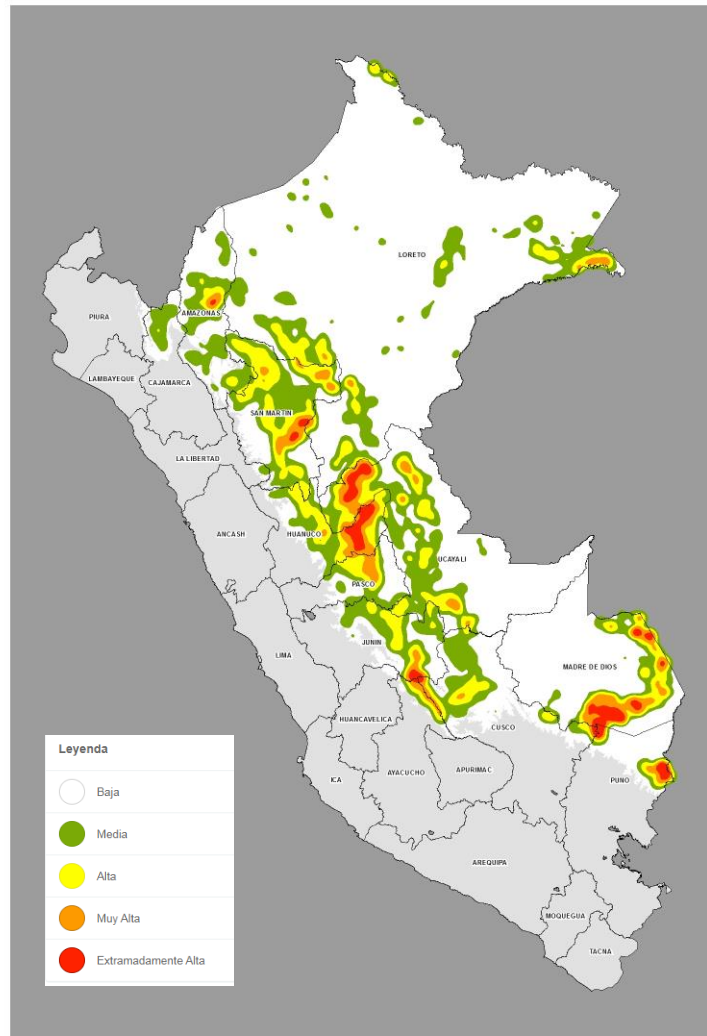 LORETO
AMAZONAS
PIURA
LAMBAYEQUE
CAJAMARCA
SAN MARTIN
LA LIBERTAD
ANCASH
HUANUCO
UCAYALI
PASCO
JUNIN
LIMA
MADRE DE DIOS
HUANCAVELICA
CUSCO
ICA
AYACUCHO
APURIMAC
PUNO
AREQUIPA
MOQUEGUA
TACNA
Leyenda
Baja
Media
Alta
Muy Alta
Extramadamente Alta